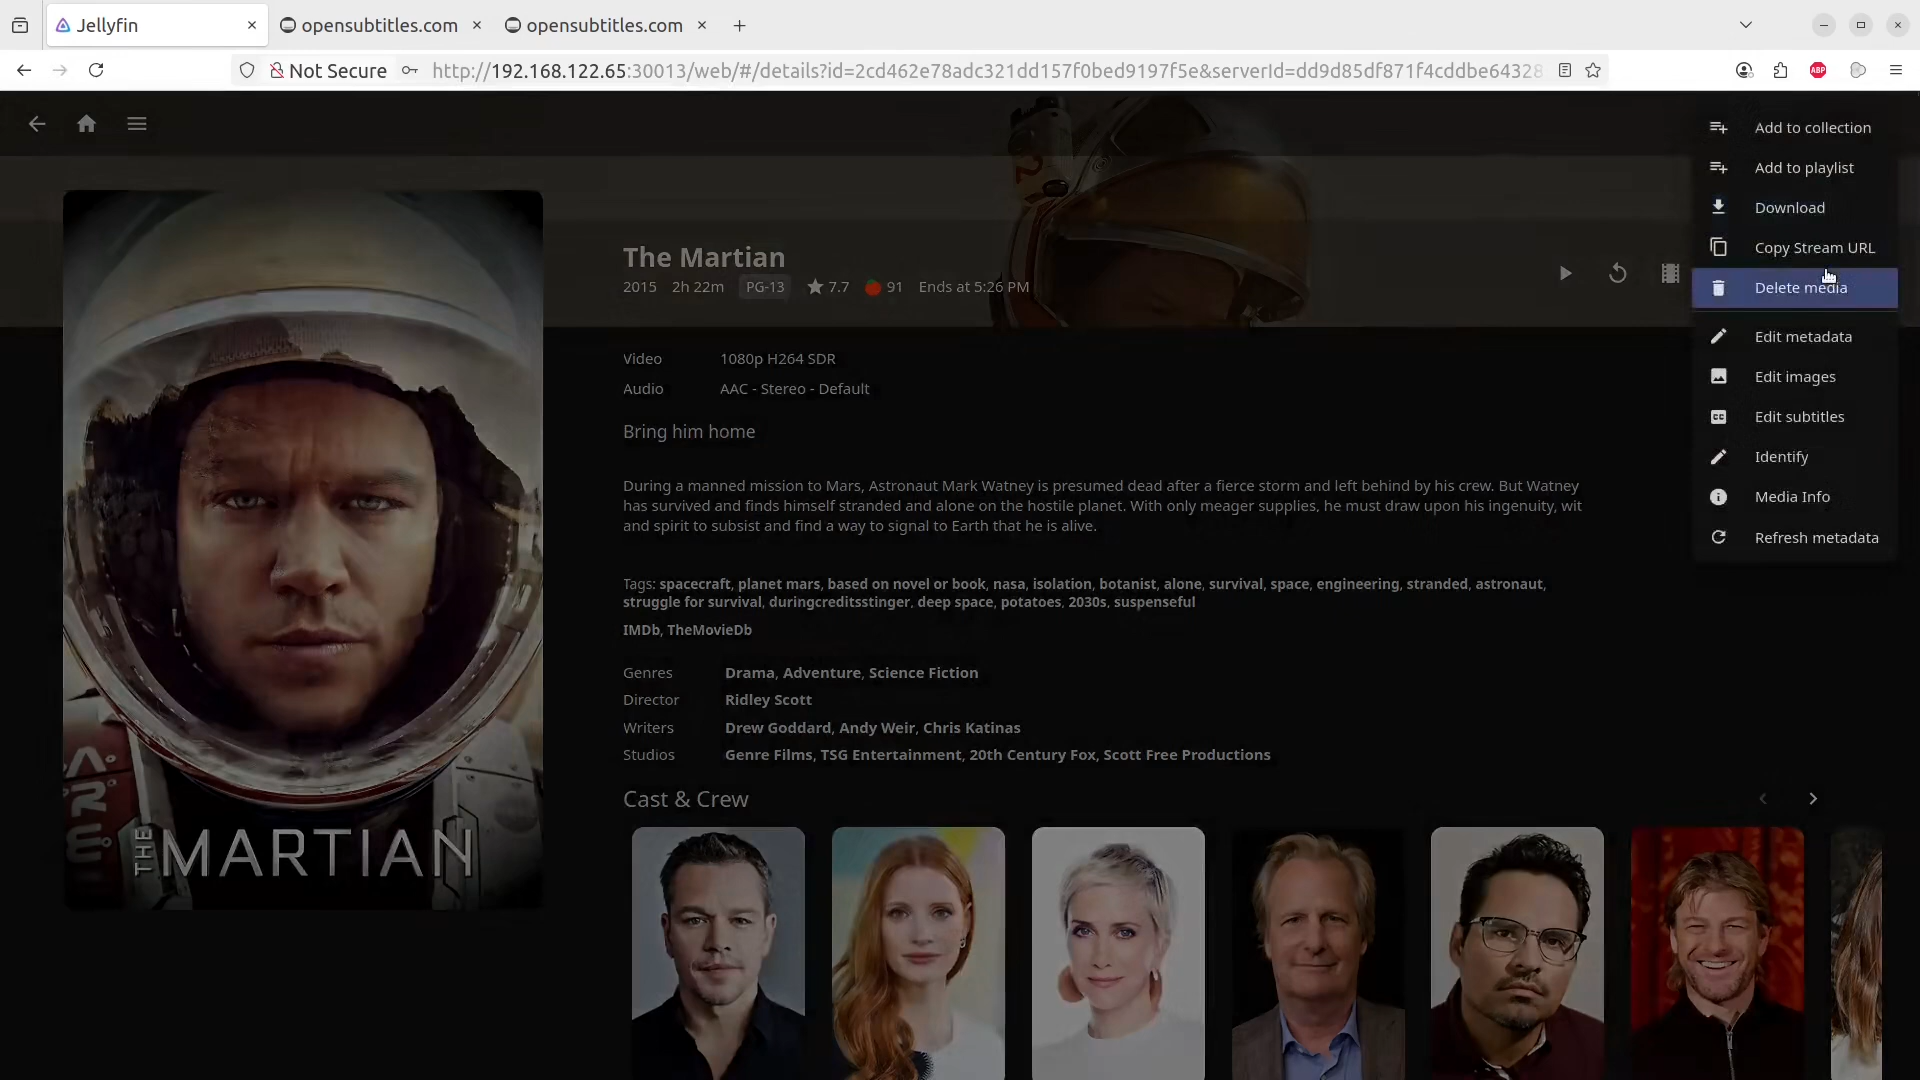 Jellyfin
opensubtitles.com
opensubtitles.com
Not Secure
http://192.168.122.65:30013/web/#/details?id=2cd462e78adc321dd157f0bed9197f5e&serverId=dd9d85df871f4cddbe64328
ABP
Add to collection
Add to playlist
Download
Copy Stream URL
Delete media
Edit metadata
Edit images
Edit subtitles
Identify
Media Info
Refresh metadata
The Martian
2015 2h 22m PG-13 7.7 91 Ends at 5:26 PM
Video 1080p H264 SDR
Audio AAC - Stereo - Default
Bring him home
During a manned mission to Mars, Astronaut Mark Watney is presumed dead after a fierce storm and left behind by his crew. But Watney
has survived and finds himself stranded and alone on the hostile planet. With only meager supplies, he must draw upon his ingenuity, wit
and spirit to subsist and find a way to signal to Earth that he is alive.
Tags: spacecraft, planet mars, based on novel or book, nasa, isolation, botanist, alone, survival, space, engineering, stranded, astronaut,
struggle for survival, duringcreditsstinger, deep space, potatoes, 2030s, suspenseful
IMDb, TheMovieDb
Genres Drama, Adventure, Science Fiction
Director Ridley Scott
Writers Drew Goddard, Andy Weir, Chris Katinas
Studios Genre Films, TSG Entertainment, 20th Century Fox, Scott Free Productions
Cast & Crew
THE MARTIAN